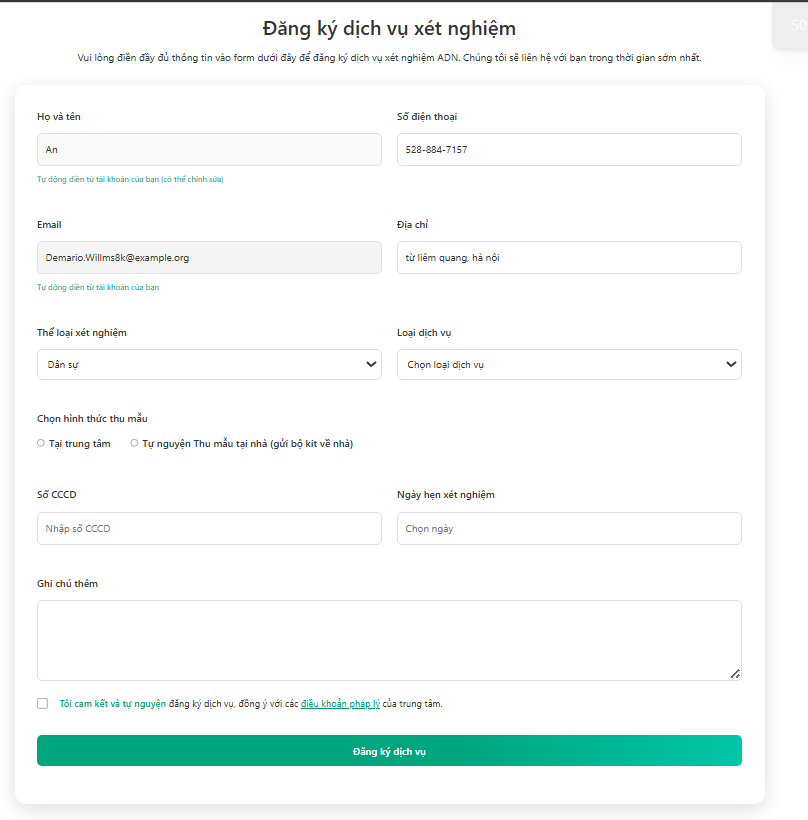 50
Đăng ký dịch vụ xét nghiệm
Vui lòng điền đầy đủ thông tin vào form dưới đây để đăng ký dịch vụ xét nghiệm ADN. Chúng tôi sẽ liên hệ với bạn trong thời gian sớm nhất.
Họ và tên
Số điện thoại
An
528-884-7157
Tự động điền từ tài khoản của bạn (có thể chỉnh sửa)
Email
Địa chỉ
Demario.Willms8k@example.org
từ liêm quang, hà nội
Tự động điền từ tài khoản của bạn
Thể loại xét nghiệm
Loại dịch vụ
Dân sự
Chọn loại dịch vụ
Chọn hình thức thu mẫu
Tại trung tâm
Tự nguyện Thu mẫu tại nhà (gửi bộ kit về nhà)
Số CCCD
Ngày hẹn xét nghiệm
Nhập số CCCD
Chọn ngày
Ghi chú thêm
Tôi cam kết và tự nguyện đăng ký dịch vụ, đồng ý với các điều khoản pháp lý của trung tâm.
Đăng ký dịch vụ